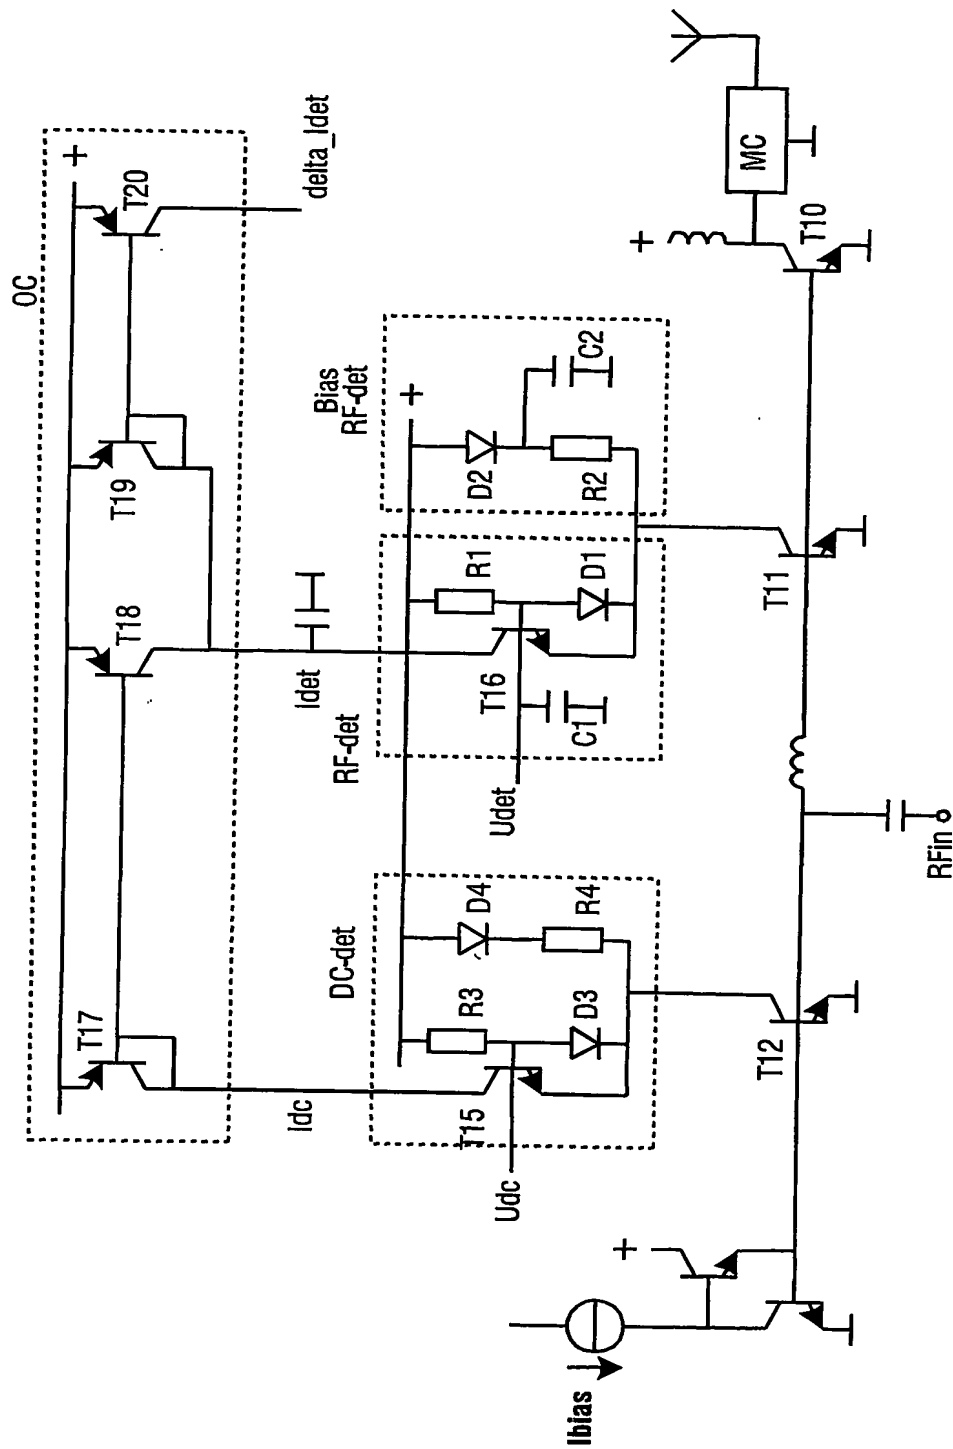 OC
+
T17
T18
T19
T20
Idc
Idet
delta_Idet
DC-det
RF-det
Bias
RF-det
+
T15
R3
D3
D4
R4
Udc
T16
R1
D1
C1
Udet
D2
R2
C2
+
Ibias
T12
T11
+
T10
MC
RFin